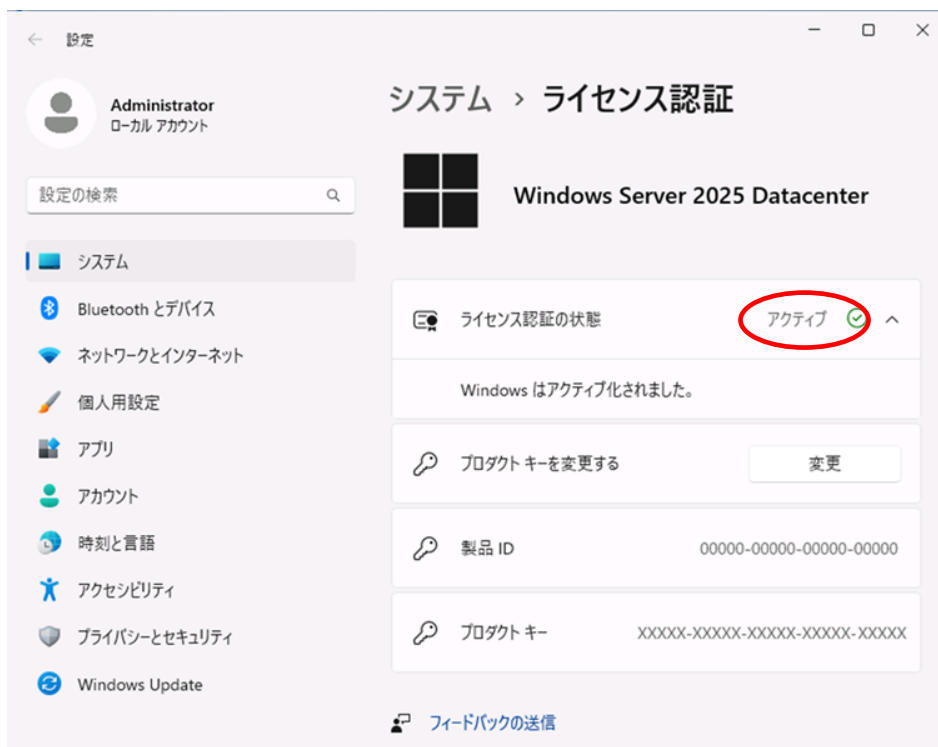 設定
Administrator
ローカル アカウント
設定の検索
システム
Bluetooth とデバイス
ネットワークとインターネット
個人用設定
アプリ
アカウント
時刻と言語
アクセシビリティ
プライバシーとセキュリティ
Windows Update
システム › ライセンス認証
Windows Server 2025 Datacenter
ライセンス認証の状態 アクティブ
Windows はアクティブ化されました。
プロダクト キーを変更する 変更
製品 ID 00000-00000-00000-00000
プロダクト キー XXXXX-XXXXX-XXXXX-XXXXX-XXXXX
フィードバックの送信